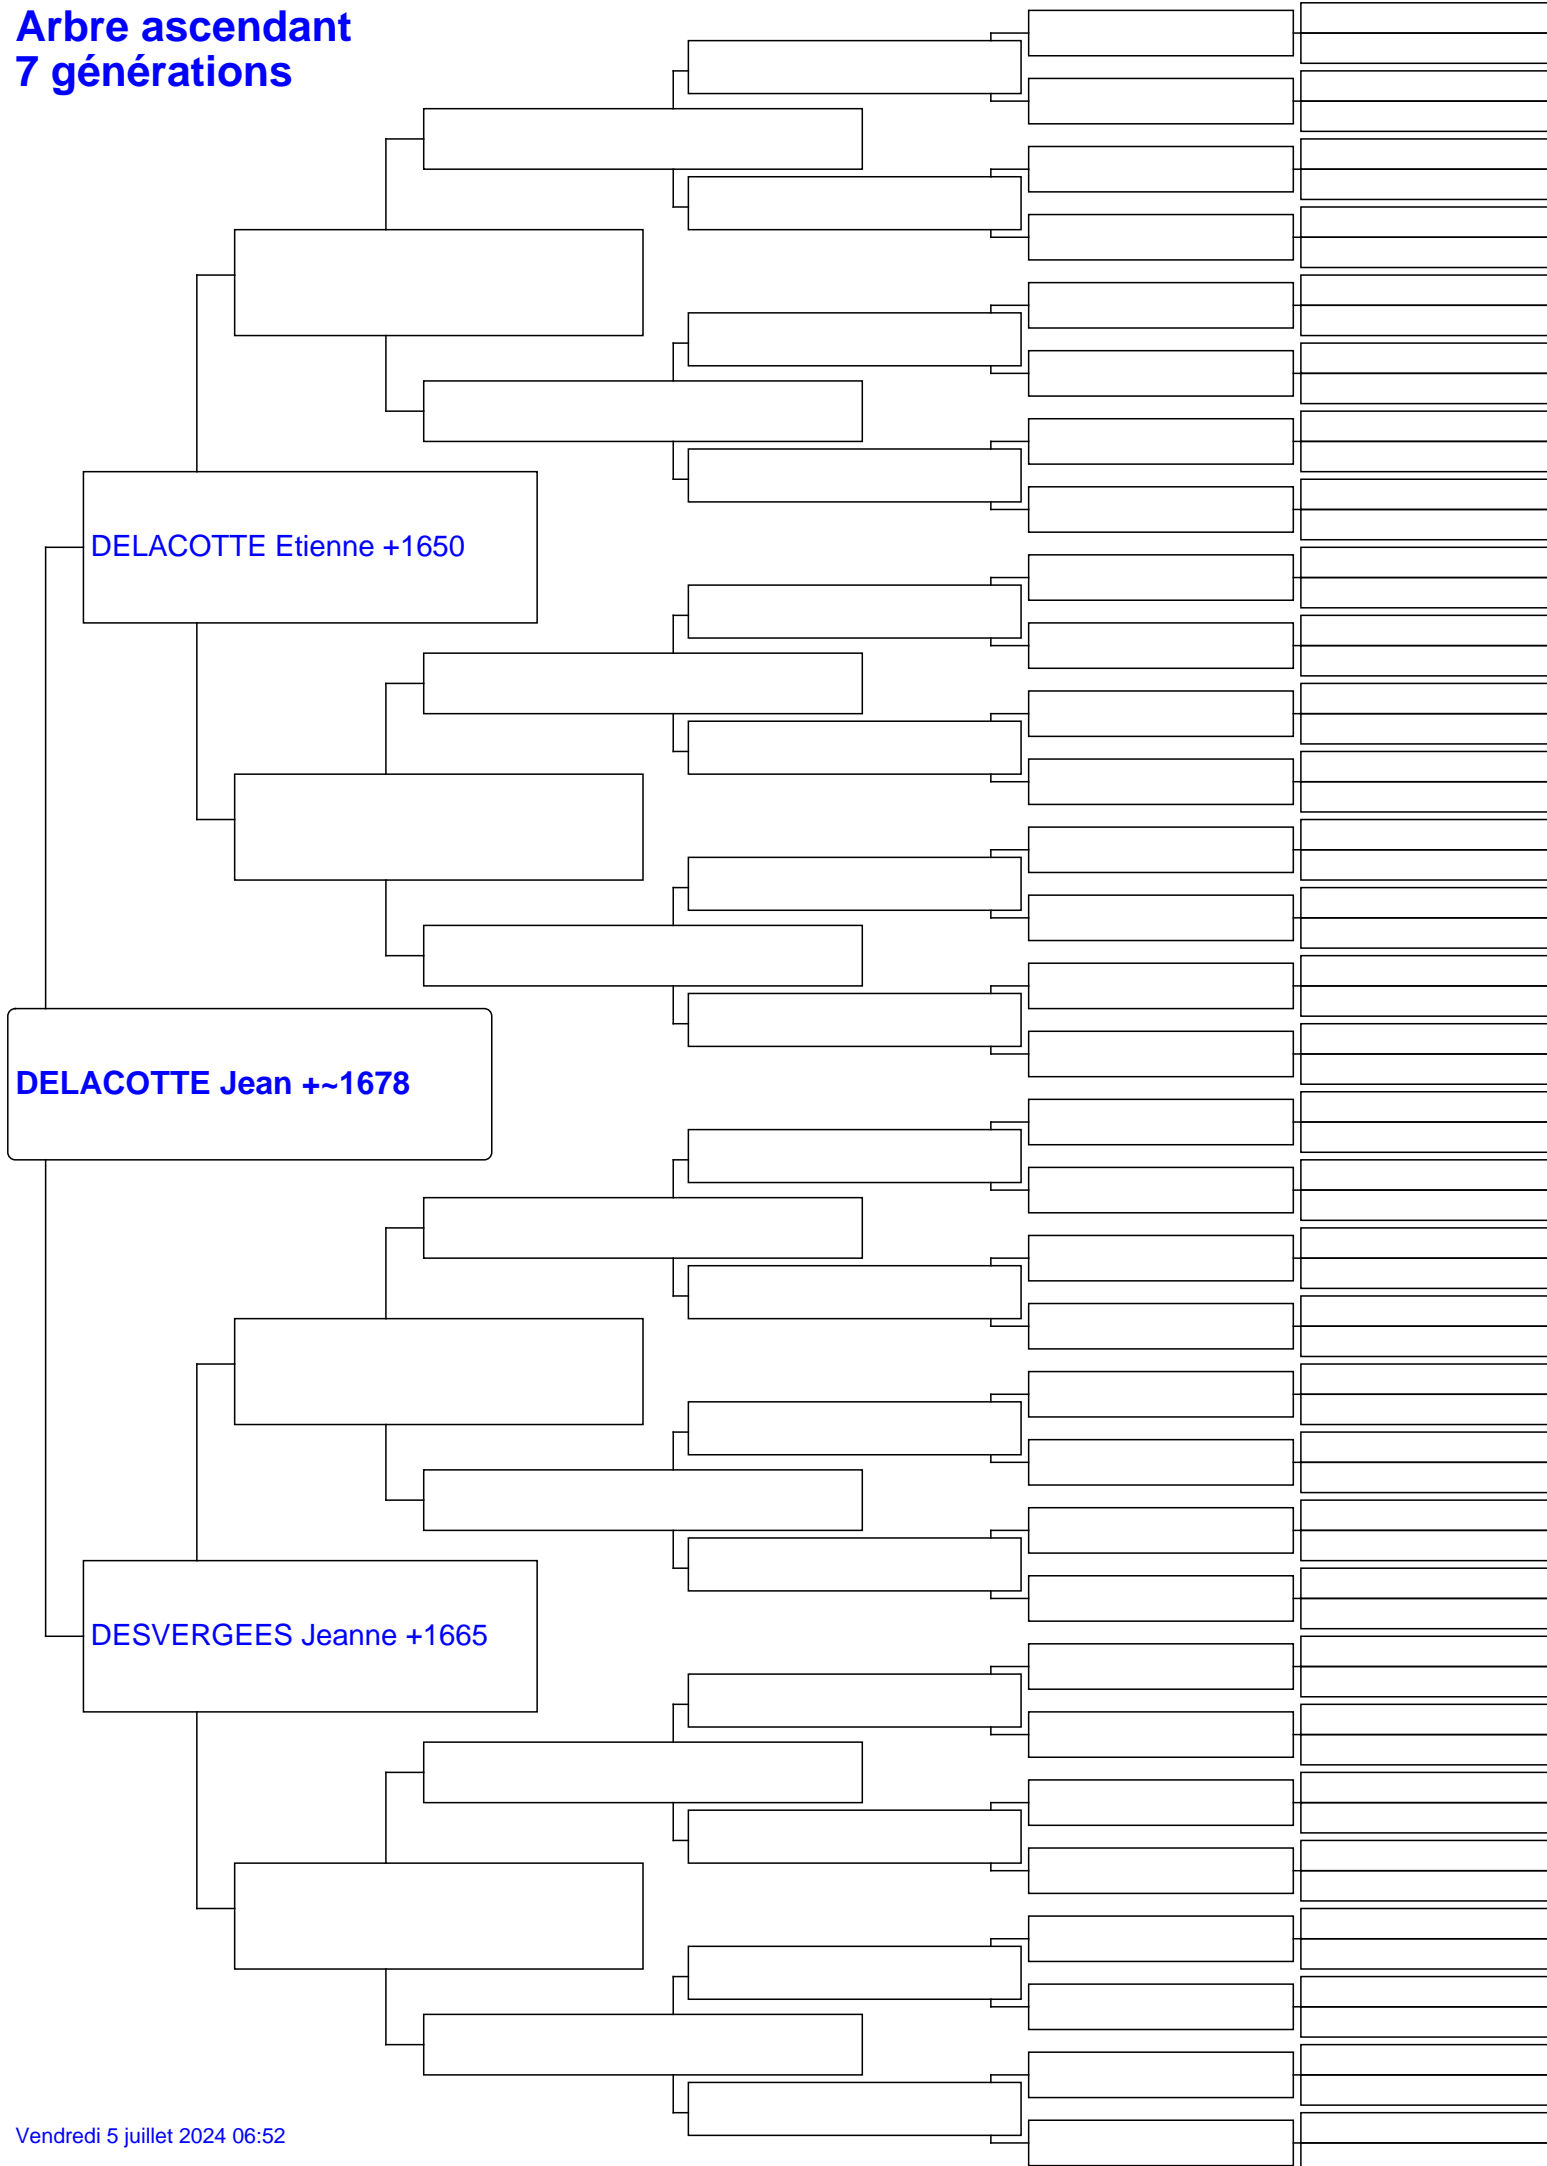 Arbre ascendant
7 générations
DELACOTTE Etienne +1650
DELACOTTE Jean +~1678
DESVERGEES Jeanne +1665
Vendredi 5 juillet 2024 06:52